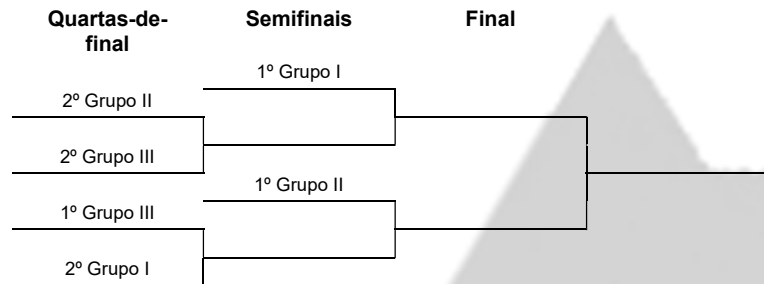 Quartas-de-
final
Semifinais
Final
1º Grupo I
2º Grupo II
2º Grupo III
1º Grupo II
1º Grupo III
2º Grupo I